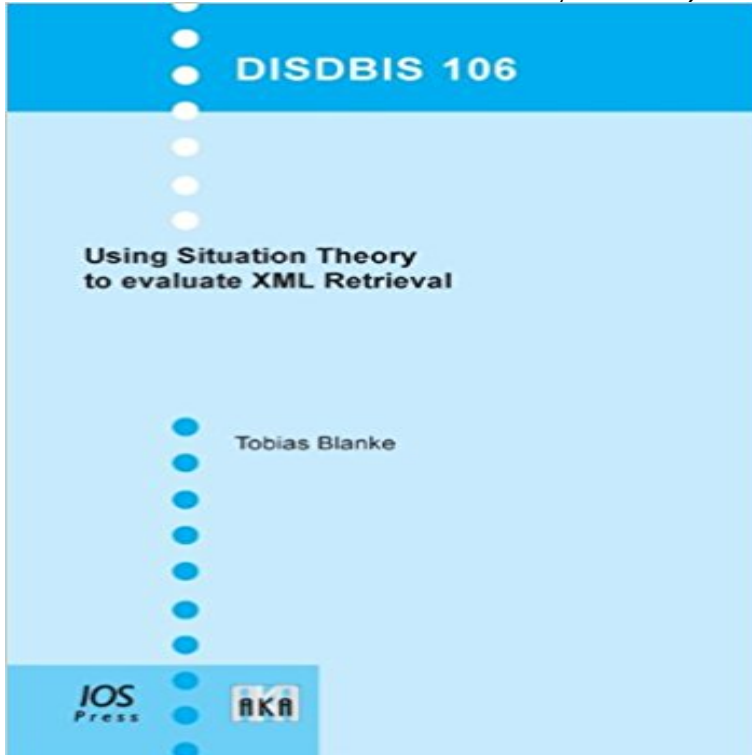 DISDBIS 106
Using Situation Theory
to evaluate XML Retrieval
Tobias Blanke
IOS
Press
AKA